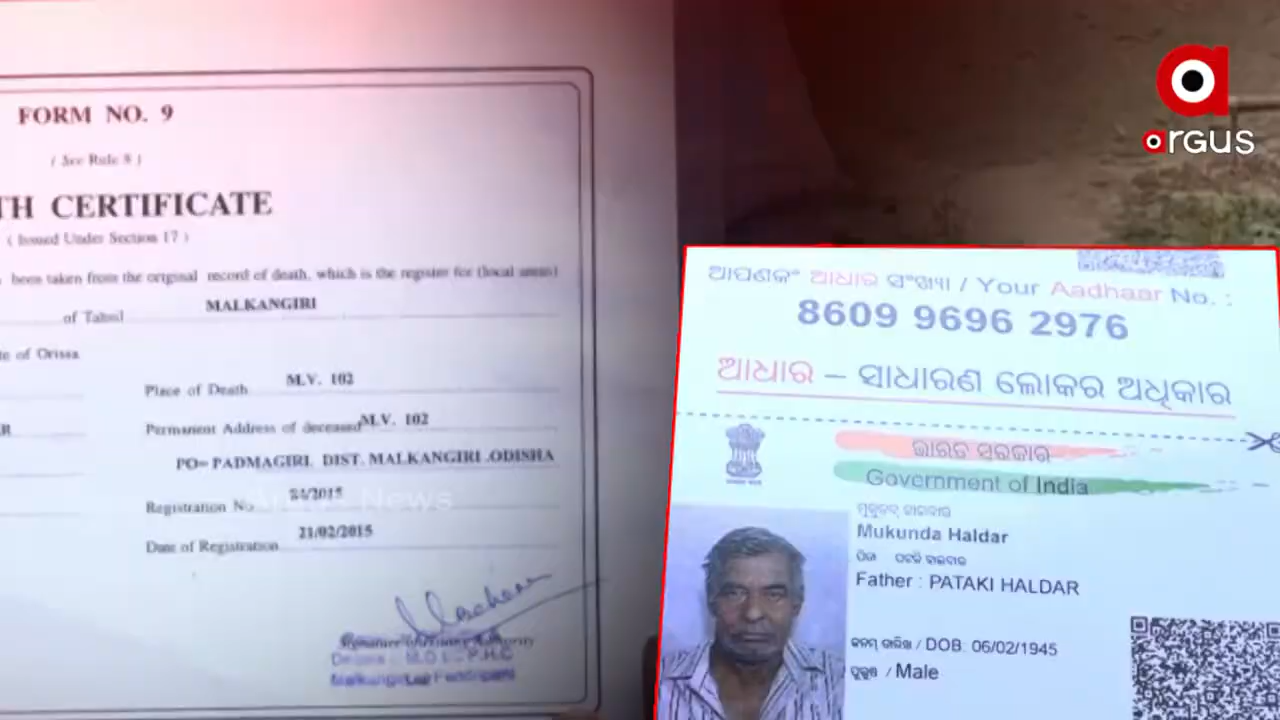 FORM NO. 9
( See Rule 8 )
TH CERTIFICATE
( Issued Under Section 17 )
been taken from the original record of death, which is the register for (local areas)
of Tahsil MALKANGIRI
te of Orissa
Place of Death M.V. 102
R
Permanent Address of deceased M.V. 102
PO= PADMAGIRI. DIST. MALKANGIRI .ODISHA
Registration No 24/2015
Date of Registration 21/02/2015
Argus News
argus
ଆପଣଙ୍କ ଆଧାର ସଂଖ୍ୟା / Your Aadhaar No. :
8609 9696 2976
ଆଧାର – ସାଧାରଣ ଲୋକର ଅଧିକାର
ଭାରତ ସରକାର
Government of India
Mukunda Haldar
Father : PATAKI HALDAR
ଜନ୍ମ ତାରିଖ / DOB: 06/02/1945
ପୁରୁଷ / Male